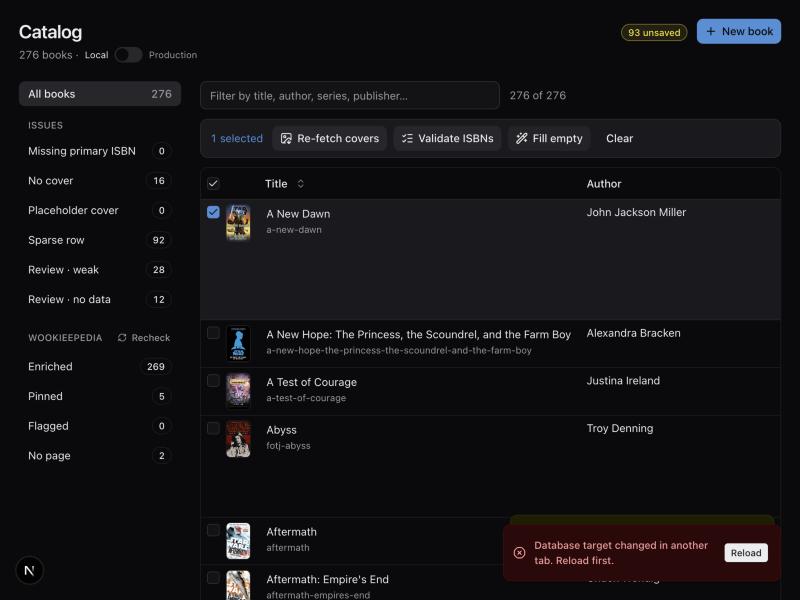 Catalog
276 books · Local Production
93 unsaved
+ New book
All books 276
ISSUES
Missing primary ISBN 0
No cover 16
Placeholder cover 0
Sparse row 92
Review · weak 28
Review · no data 12
WOOKIEEPEDIA Recheck
Enriched 269
Pinned 5
Flagged 0
No page 2
Filter by title, author, series, publisher...
276 of 276
1 selected Re-fetch covers Validate ISBNs Fill empty Clear
Title Author
A New Dawn John Jackson Miller
a-new-dawn
A New Hope: The Princess, the Scoundrel, and the Farm Boy Alexandra Bracken
a-new-hope-the-princess-the-scoundrel-and-the-farm-boy
A Test of Courage Justina Ireland
a-test-of-courage
Abyss Troy Denning
fotj-abyss
Aftermath
aftermath
Aftermath: Empire's End
aftermath-empires-end
Database target changed in another
tab. Reload first.
Reload
N